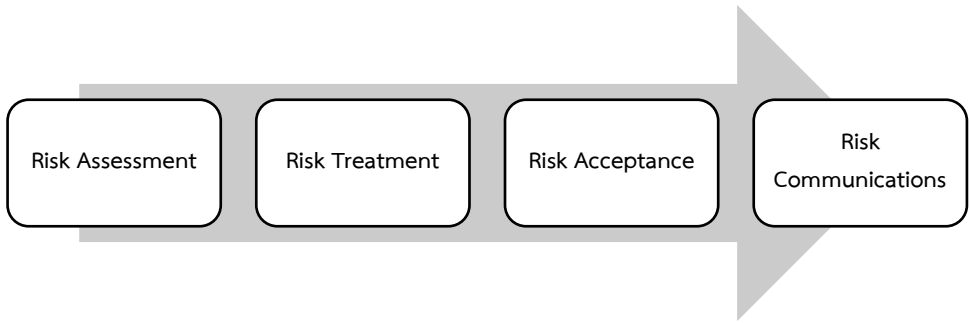 Risk Assessment
Risk Treatment
Risk Acceptance
Risk
Communications